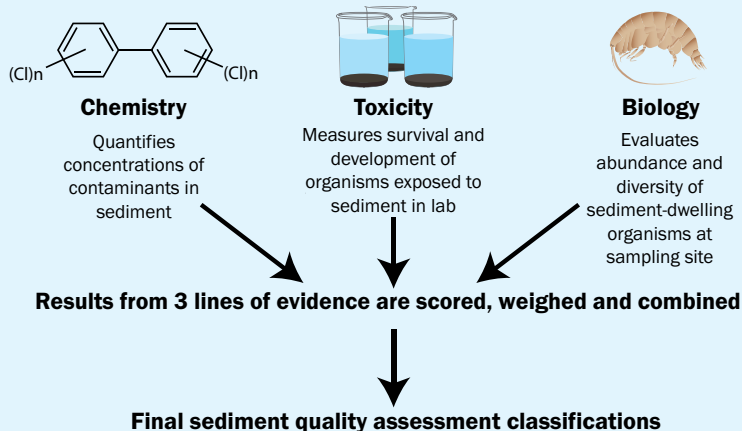 (Cl)n
(Cl)n
Chemistry
Quantifies
concentrations of
contaminants in
sediment
Toxicity
Measures survival and
development of
organisms exposed to
sediment in lab
Biology
Evaluates
abundance and
diversity of
sediment-dwelling
organisms at
sampling site
Results from 3 lines of evidence are scored, weighed and combined
Final sediment quality assessment classifications